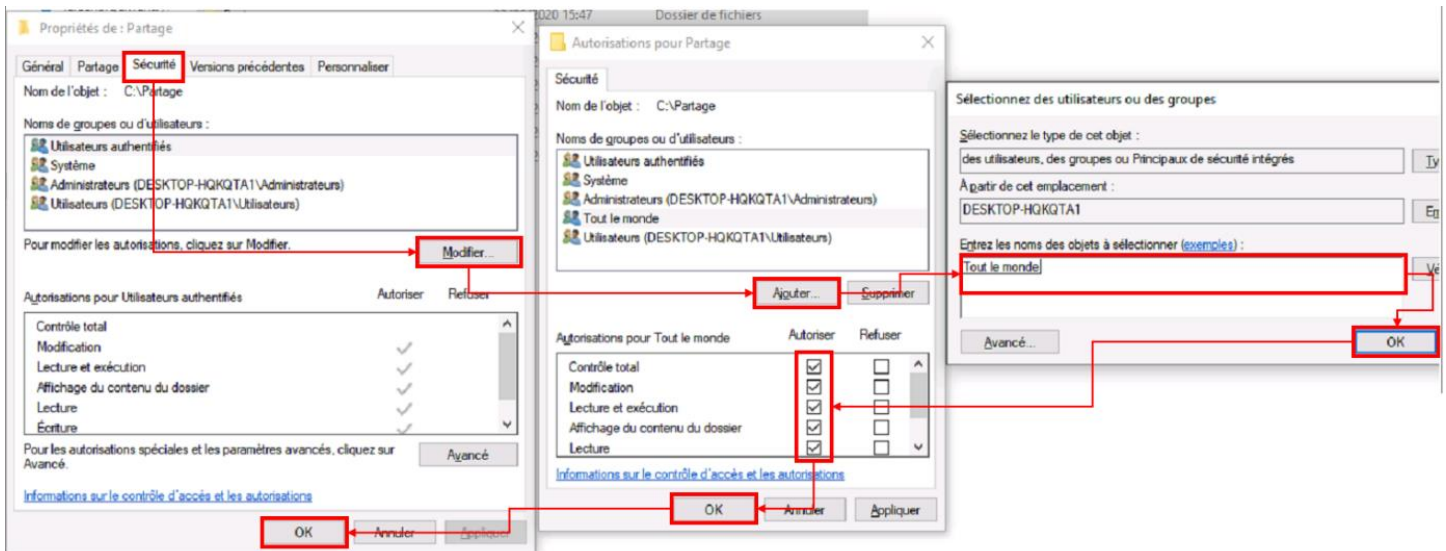 2020 15:47 Dossier de fichiers
Propriétés de : Partage
Général Partage Sécurité Versions précédentes Personnaliser
Nom de l'objet : C:\Partage
Noms de groupes ou d'utilisateurs :
Utilisateurs authentifiés
Système
Administrateurs (DESKTOP-HQKQTA1\Administrateurs)
Utilisateurs (DESKTOP-HQKQTA1\Utilisateurs)
Pour modifier les autorisations, cliquez sur Modifier.
Modifier...
Autorisations pour Utilisateurs authentifiés Autoriser Refuser
Contrôle total
Modification
Lecture et exécution
Affichage du contenu du dossier
Lecture
Écriture
Pour les autorisations spéciales et les paramètres avancés, cliquez sur
Avancé.
Avancé
Informations sur le contrôle d'accès et les autorisations
OK Annuler Appliquer
Autorisations pour Partage
Sécurité
Nom de l'objet : C:\Partage
Noms de groupes ou d'utilisateurs :
Utilisateurs authentifiés
Système
Administrateurs (DESKTOP-HQKQTA1\Administrateurs)
Tout le monde
Utilisateurs (DESKTOP-HQKQTA1\Utilisateurs)
Ajouter... Supprimer
Autorisations pour Tout le monde Autoriser Refuser
Contrôle total
Modification
Lecture et exécution
Affichage du contenu du dossier
Lecture
Informations sur le contrôle d'accès et les autorisations
OK Annuler Appliquer
Sélectionnez des utilisateurs ou des groupes
Sélectionnez le type de cet objet :
des utilisateurs, des groupes ou Principaux de sécurité intégrés Ty
À partir de cet emplacement :
DESKTOP-HQKQTA1
Entrez les noms des objets à sélectionner (exemples) :
Tout le monde Vé
Avancé... OK